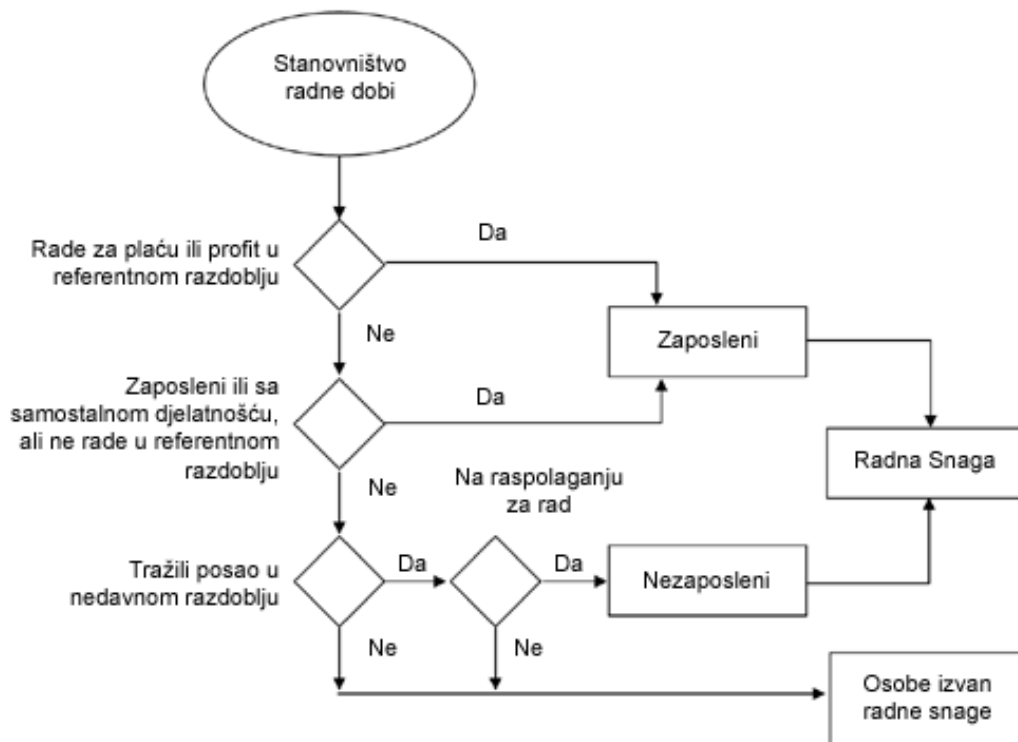 Stanovništvo
radne dobi
Rade za plaću ili profit u
referentnom razdoblju
Da
Ne
Zaposleni
Zaposleni ili sa
samostalnom djelatnošću,
ali ne rade u referentnom
razdoblju
Da
Ne
Radna Snaga
Na raspolaganju
za rad
Tražili posao u
nedavnom razdoblju
Da
Da
Nezaposleni
Ne
Ne
Osobe izvan
radne snage